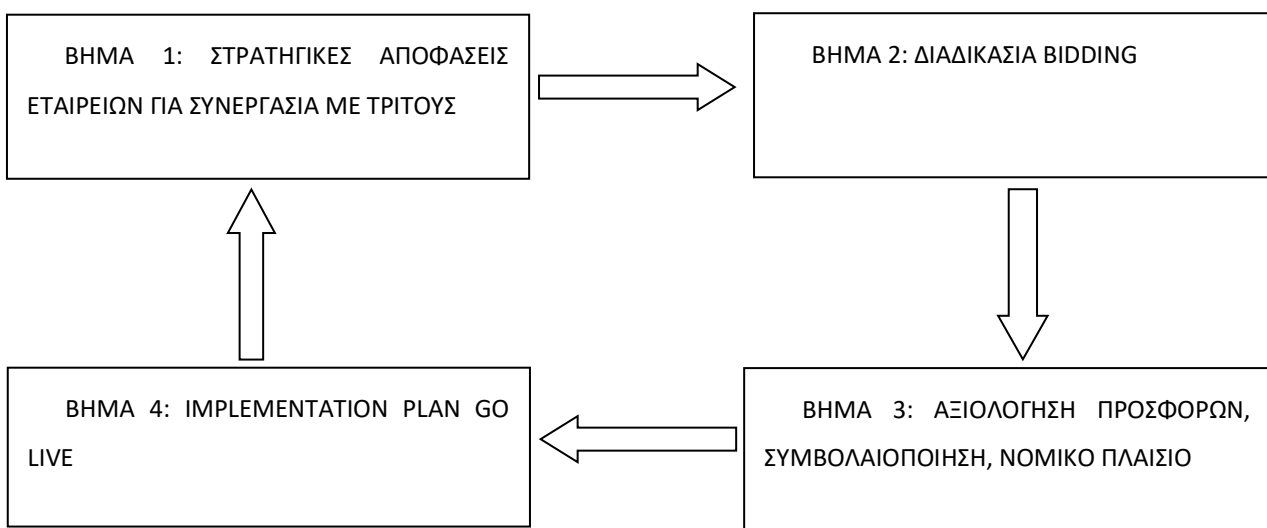 ΒΗΜΑ 1: ΣΤΡΑΤΗΓΙΚΕΣ ΑΠΟΦΑΣΕΙΣ
ΕΤΑΙΡΕΙΩΝ ΓΙΑ ΣΥΝΕΡΓΑΣΙΑ ΜΕ ΤΡΙΤΟΥΣ
ΒΗΜΑ 2: ΔΙΑΔΙΚΑΣΙΑ BIDDING
ΒΗΜΑ 3: ΑΞΙΟΛΟΓΗΣΗ ΠΡΟΣΦΟΡΩΝ,
ΣΥΜΒΟΛΑΙΟΠΟΙΗΣΗ, ΝΟΜΙΚΟ ΠΛΑΙΣΙΟ
ΒΗΜΑ 4: IMPLEMENTATION PLAN GO
LIVE